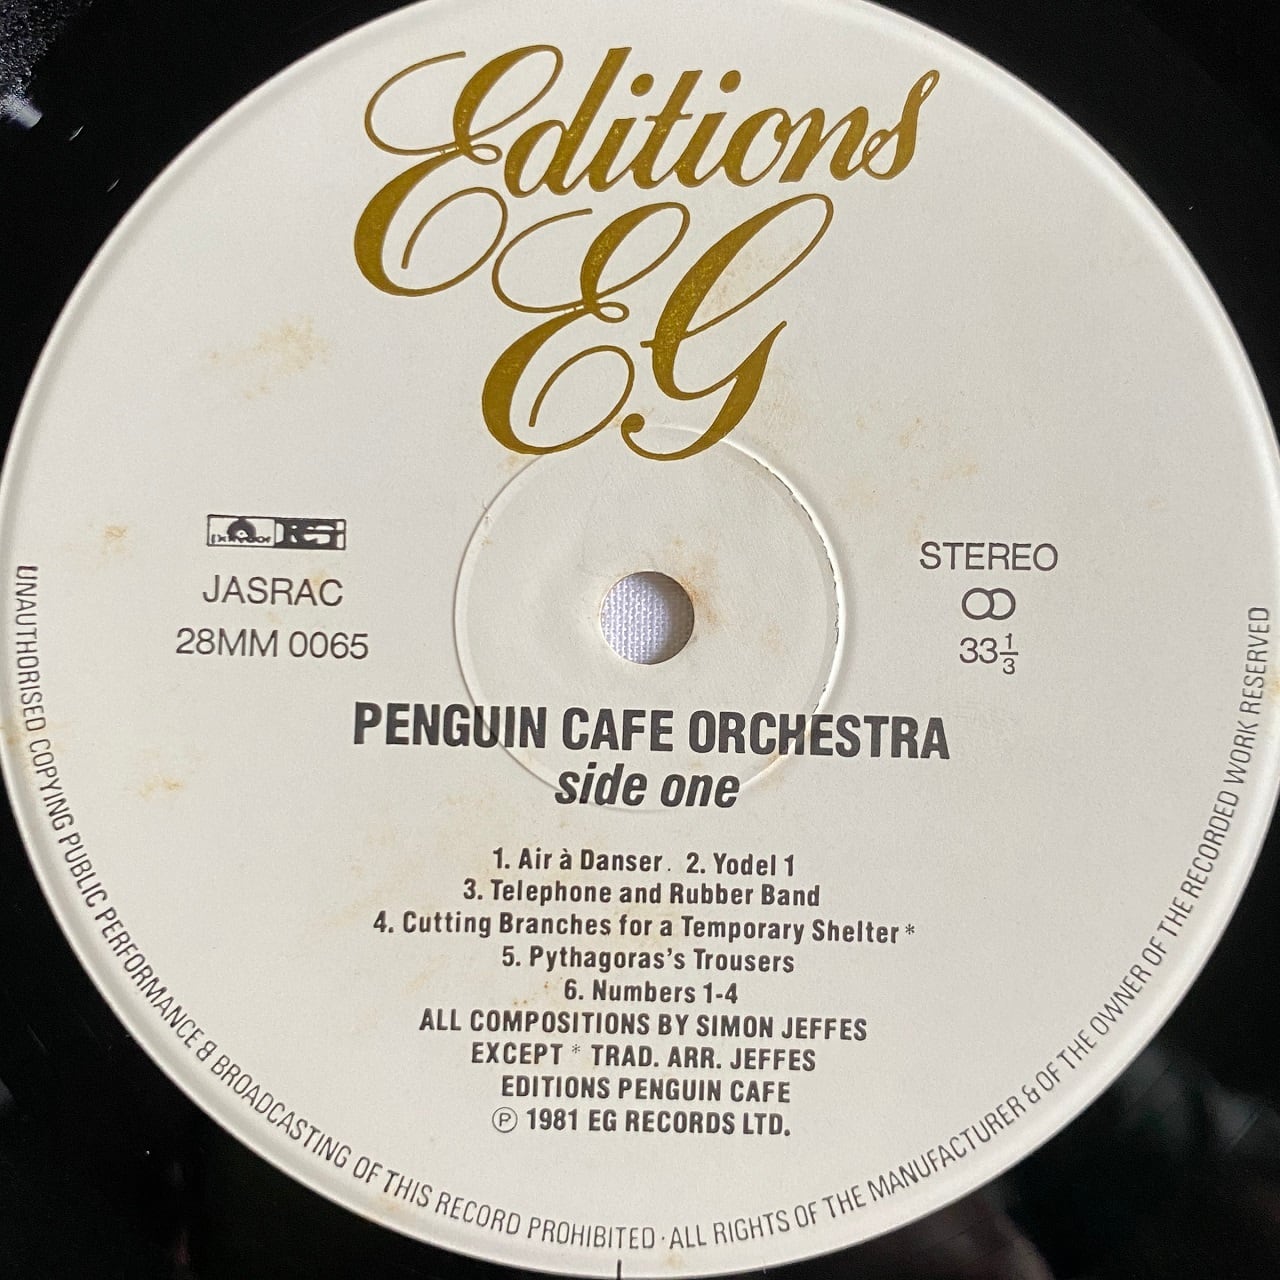 Editions
EG
polydor
JASRAC
28MM 0065
STEREO
33⅓
PENGUIN CAFE ORCHESTRA
side one
1. Air à Danser. 2. Yodel 1
3. Telephone and Rubber Band
4. Cutting Branches for a Temporary Shelter *
5. Pythagoras's Trousers
6. Numbers 1-4
ALL COMPOSITIONS BY SIMON JEFFES
EXCEPT * TRAD. ARR. JEFFES
EDITIONS PENGUIN CAFE
℗ 1981 EG RECORDS LTD.
UNAUTHORISED COPYING PUBLIC PERFORMANCE & BROADCASTING OF THIS RECORD PROHIBITED · ALL RIGHTS OF THE MANUFACTURER & OF THE OWNER OF THE RECORDED WORK RESERVED